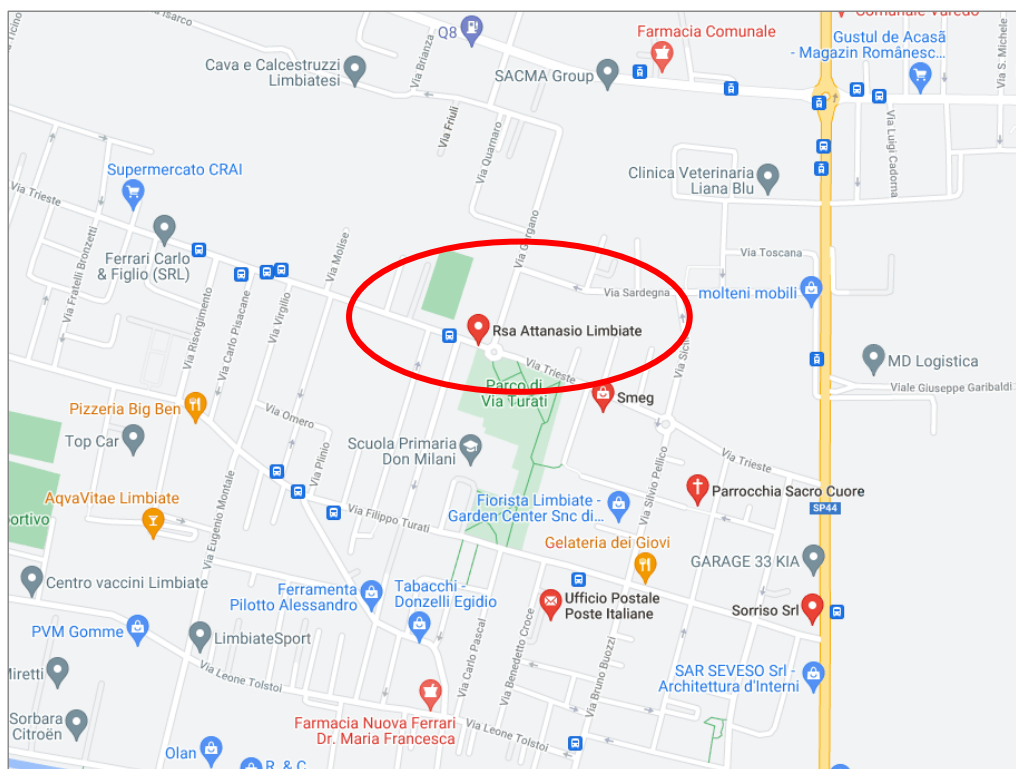 Via Isarco
Q8
Farmacia Comunale
Comunale Varedo
Gustul de Acasă
- Magazin Românesc...
Via S. Michele
Via Brianza
Cava e Calcestruzzi
Limbiatesi
SACMA Group
Via Friuli
Via Quarnaro
Via Luigi Cadorna
Supermercato CRAI
Clinica Veterinaria
Liana Blu
Via Trieste
Via Gargano
Via Fratelli Bronzetti
Ferrari Carlo
& Figlio (SRL)
Via Molise
Via Toscana
Via Sardegna
molteni mobili
Via Risorgimento
Via Carlo Pisacane
Via Virgilio
Rsa Attanasio Limbiate
MD Logistica
Viale Giuseppe Garibaldi
Via Trieste
Parco di
Via Turati
Smeg
Pizzeria Big Ben
Via Omero
Top Car
Via Plinio
Scuola Primaria
Don Milani
Via Silvio Pellico
Via Trieste
AqvaVitae Limbiate
Via Eugenio Montale
Via Filippo Turati
Fiorista Limbiate -
Garden Center Snc di...
Parrocchia Sacro Cuore
SP44
Gelateria dei Giovi
GARAGE 33 KIA
Centro vaccini Limbiate
Ferramenta
Pilotto Alessandro
Tabacchi -
Donzelli Egidio
Ufficio Postale
Poste Italiane
Sorriso Srl
PVM Gomme
LimbiateSport
Via Carlo Pascal
Via Benedetto Croce
Via Bruno Buozzi
Via Leone Tolstoi
SAR SEVESO Srl -
Architettura d'Interni
Farmacia Nuova Ferrari
Dr. Maria Francesca
Via Leone Tolstoi
Sorbara
Citroën
Olan
R. & C.